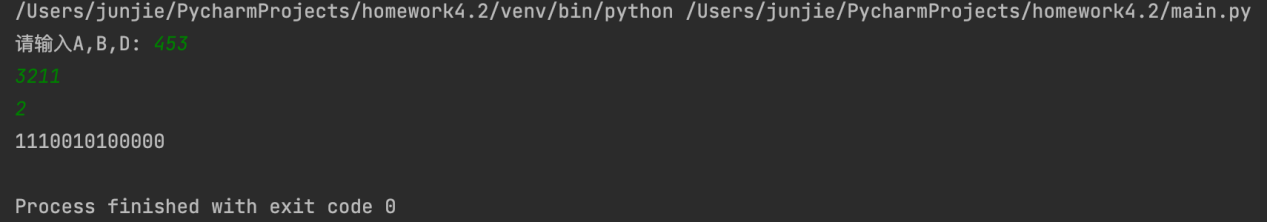 /Users/junjie/PycharmProjects/homework4.2/venv/bin/python /Users/junjie/PycharmProjects/homework4.2/main.py
请输入A,B,D: 453
3211
2
1110010100000
Process finished with exit code 0